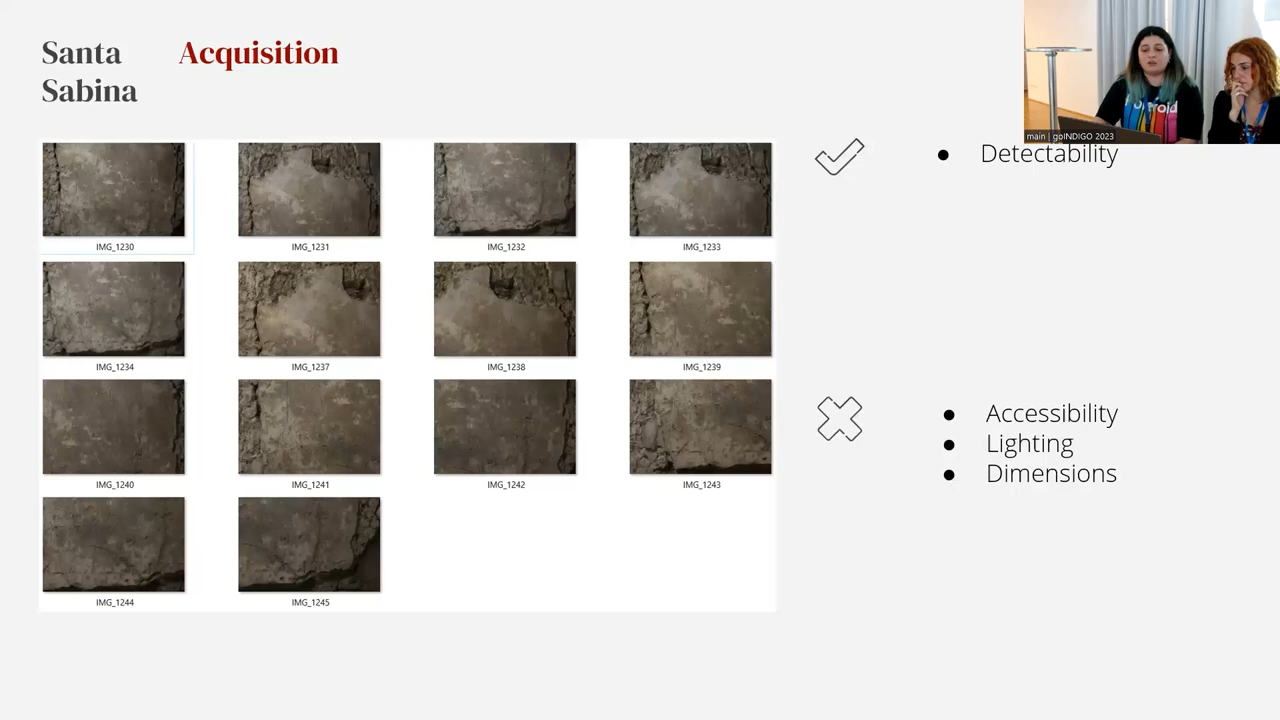 Santa
Sabina
Acquisition
main | goINDIGO 2023
Detectability
IMG_1230
IMG_1231
IMG_1232
IMG_1233
IMG_1234
IMG_1237
IMG_1238
IMG_1239
Accessibility
Lighting
Dimensions
IMG_1240
IMG_1241
IMG_1242
IMG_1243
IMG_1244
IMG_1245